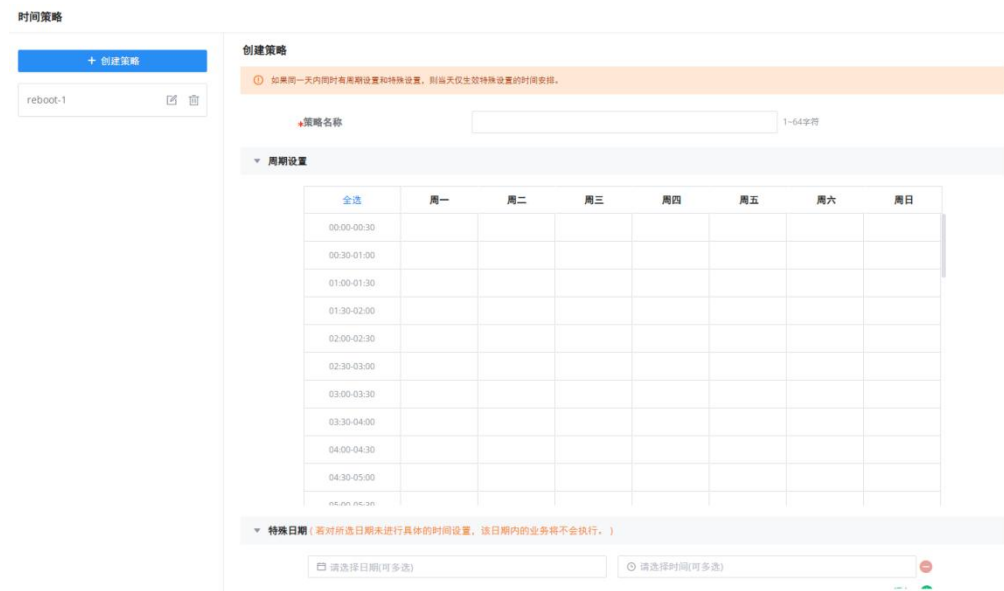 时间策略
+ 创建策略
reboot-1
创建策略
如果同一天内同时有周期设置和特殊设置，则当天仅生效特殊设置的时间安排。
*策略名称
1~64字符
周期设置
全选 周一 周二 周三 周四 周五 周六 周日
00:00-00:30
00:30-01:00
01:00-01:30
01:30-02:00
02:00-02:30
02:30-03:00
03:00-03:30
03:30-04:00
04:00-04:30
04:30-05:00
05:00-05:30
特殊日期 ( 若对所选日期未进行具体的时间设置，该日期内的业务将不会执行。 )
请选择日期(可多选) 请选择时间(可多选)